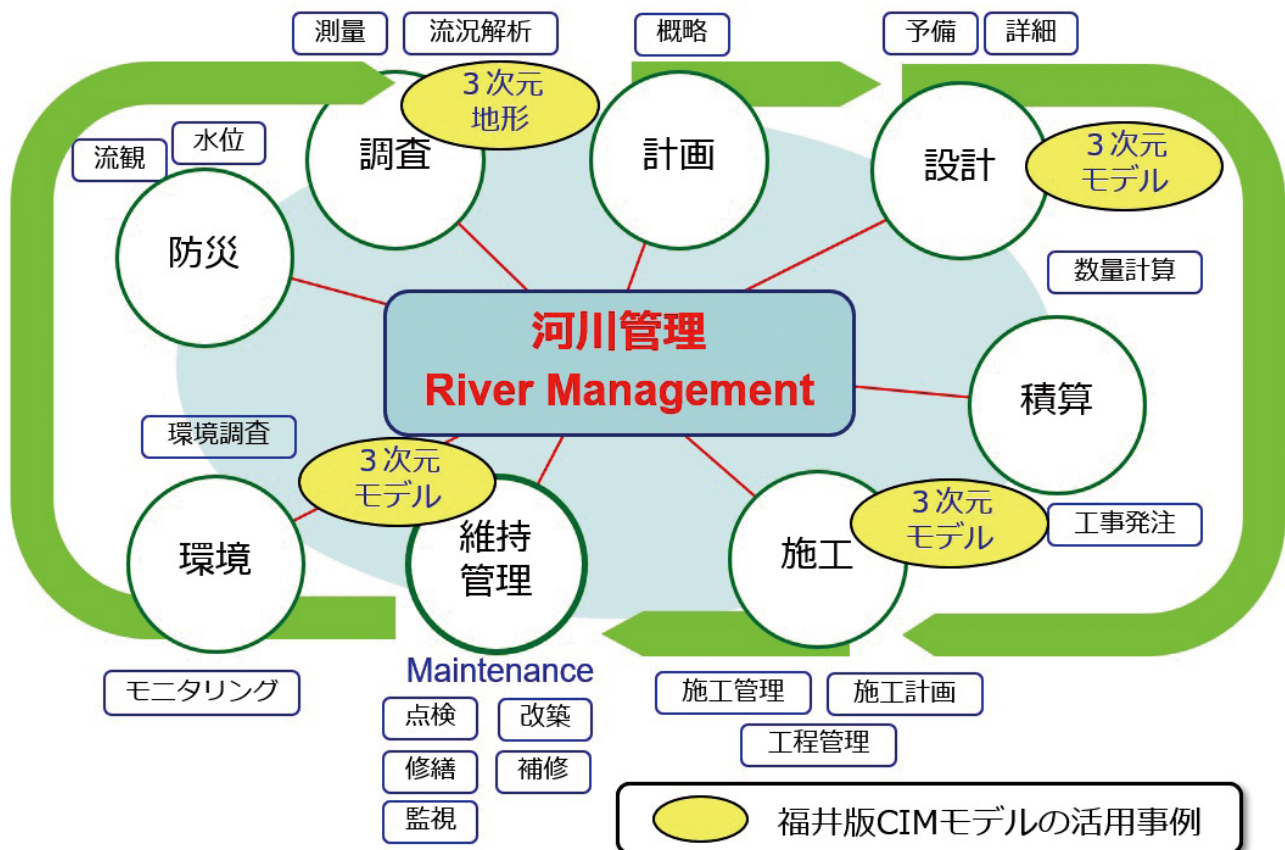 測量
流況解析
概略
予備
詳細
３次元
地形
調査
計画
設計
３次元
モデル
水位
流観
防災
数量計算
河川管理
River Management
積算
環境調査
３次元
モデル
３次元
モデル
工事発注
環境
維持
管理
施工
Maintenance
モニタリング
施工管理
施工計画
工程管理
点検
改築
修繕
補修
監視
福井版CIMモデルの活用事例